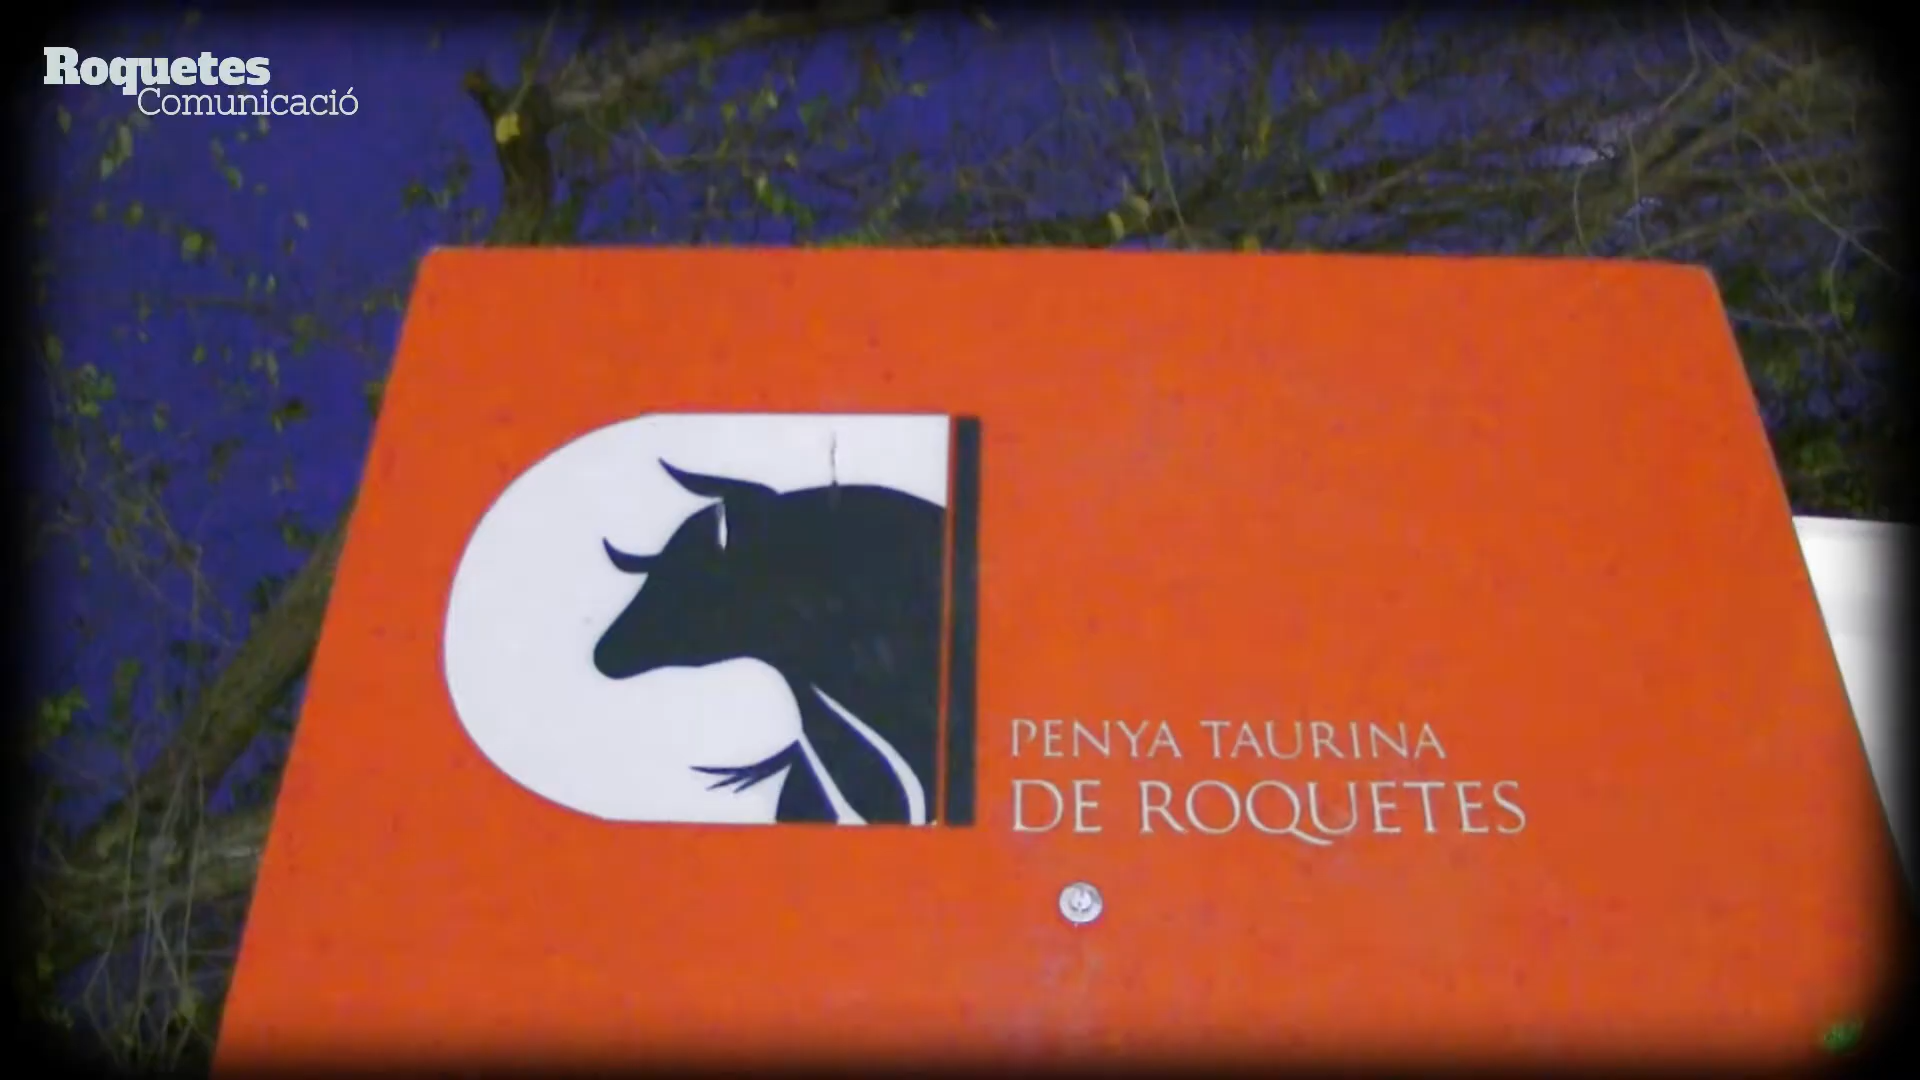 Roquetes
Comunicació
PENYA TAURINA
DE ROQUETES